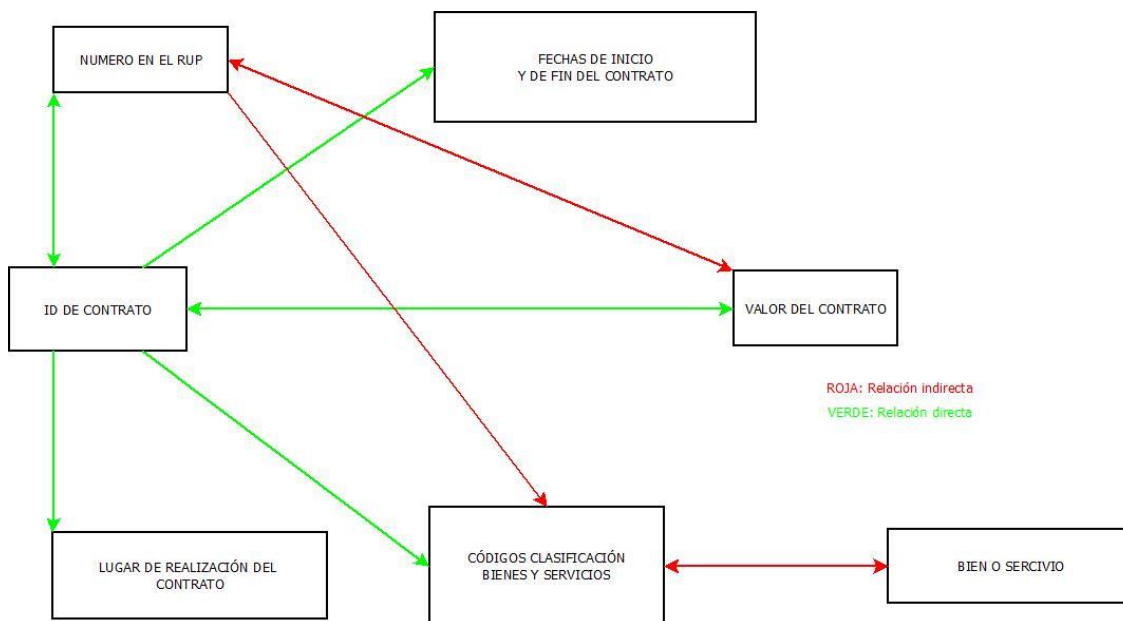 NUMERO EN EL RUP
FECHAS DE INICIO
Y DE FIN DEL CONTRATO
ID DE CONTRATO
VALOR DEL CONTRATO
ROJA: Relación indirecta
VERDE: Relación directa
LUGAR DE REALIZACIÓN DEL
CONTRATO
CÓDIGOS CLASIFICACIÓN
BIENES Y SERVICIOS
BIEN O SERCIVIO